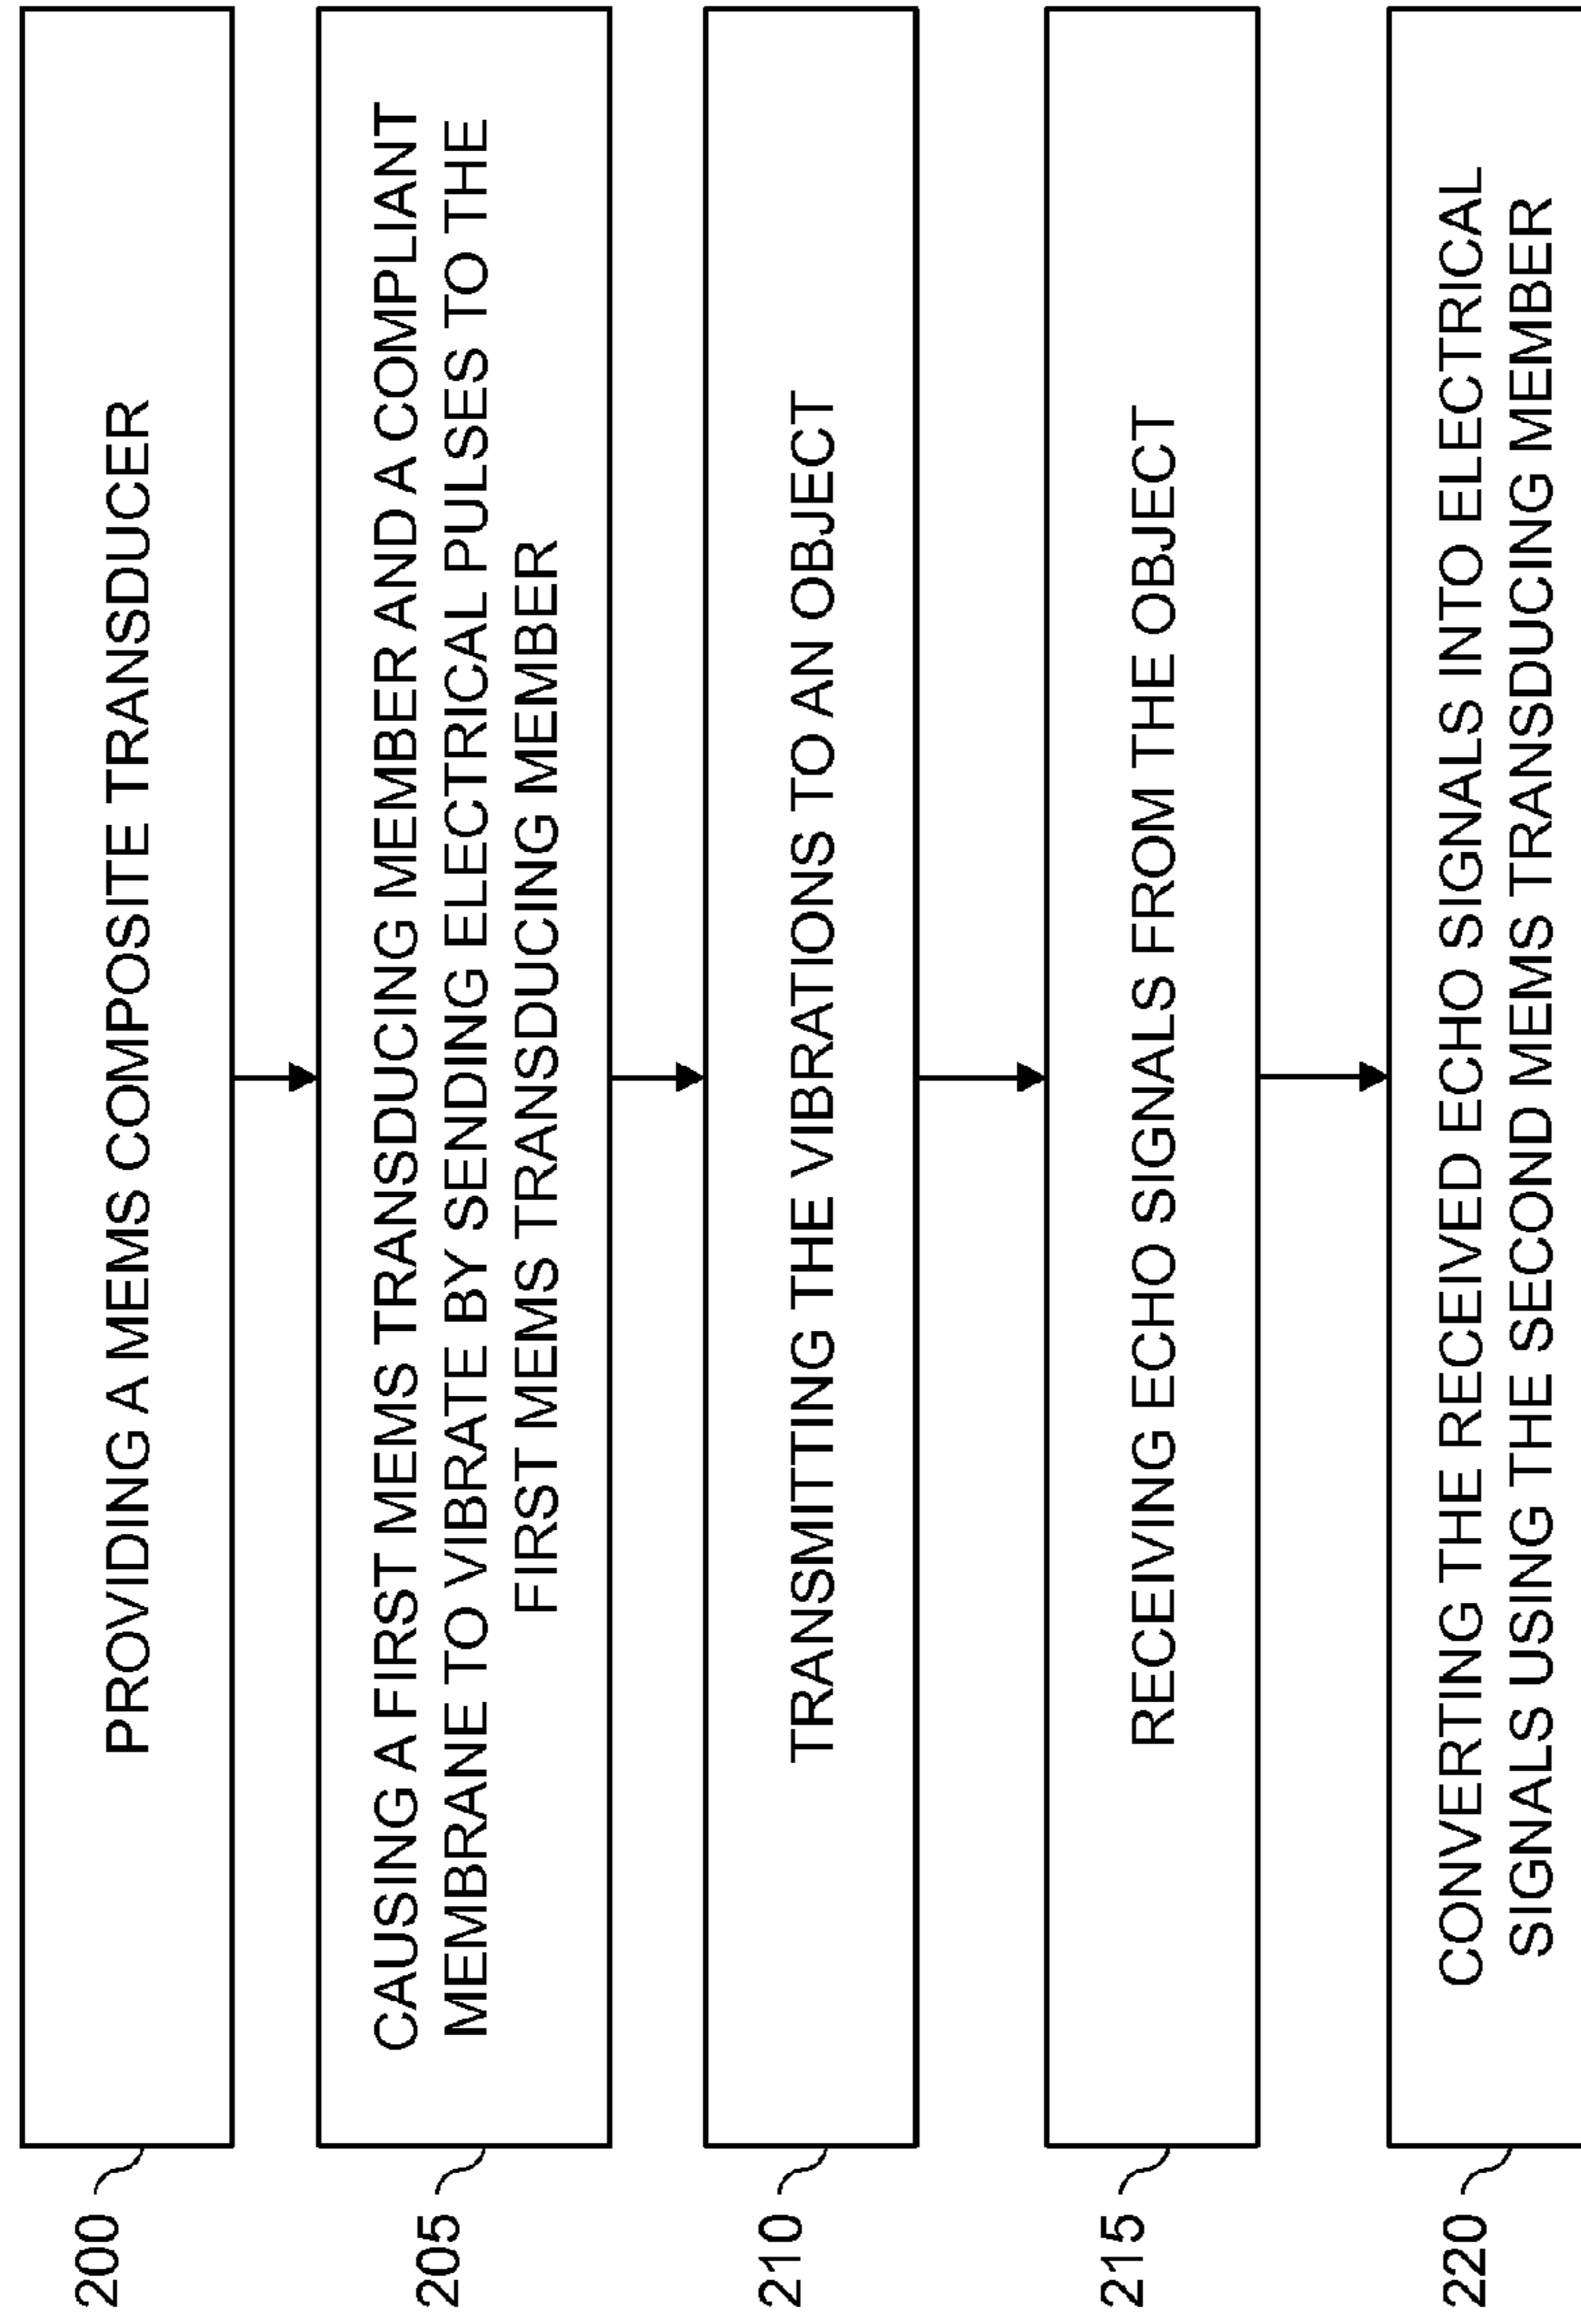 200
PROVIDING A MEMS COMPOSITE TRANSDUCER
205
CAUSING A FIRST MEMS TRANSDUCING MEMBER AND A COMPLIANT
MEMBRANE TO VIBRATE BY SENDING ELECTRICAL PULSES TO THE
FIRST MEMS TRANSDUCING MEMBER
210
TRANSMITTING THE VIBRATIONS TO AN OBJECT
215
RECEIVING ECHO SIGNALS FROM THE OBJECT
220
CONVERTING THE RECEIVED ECHO SIGNALS INTO ELECTRICAL
SIGNALS USING THE SECOND MEMS TRANSDUCING MEMBER